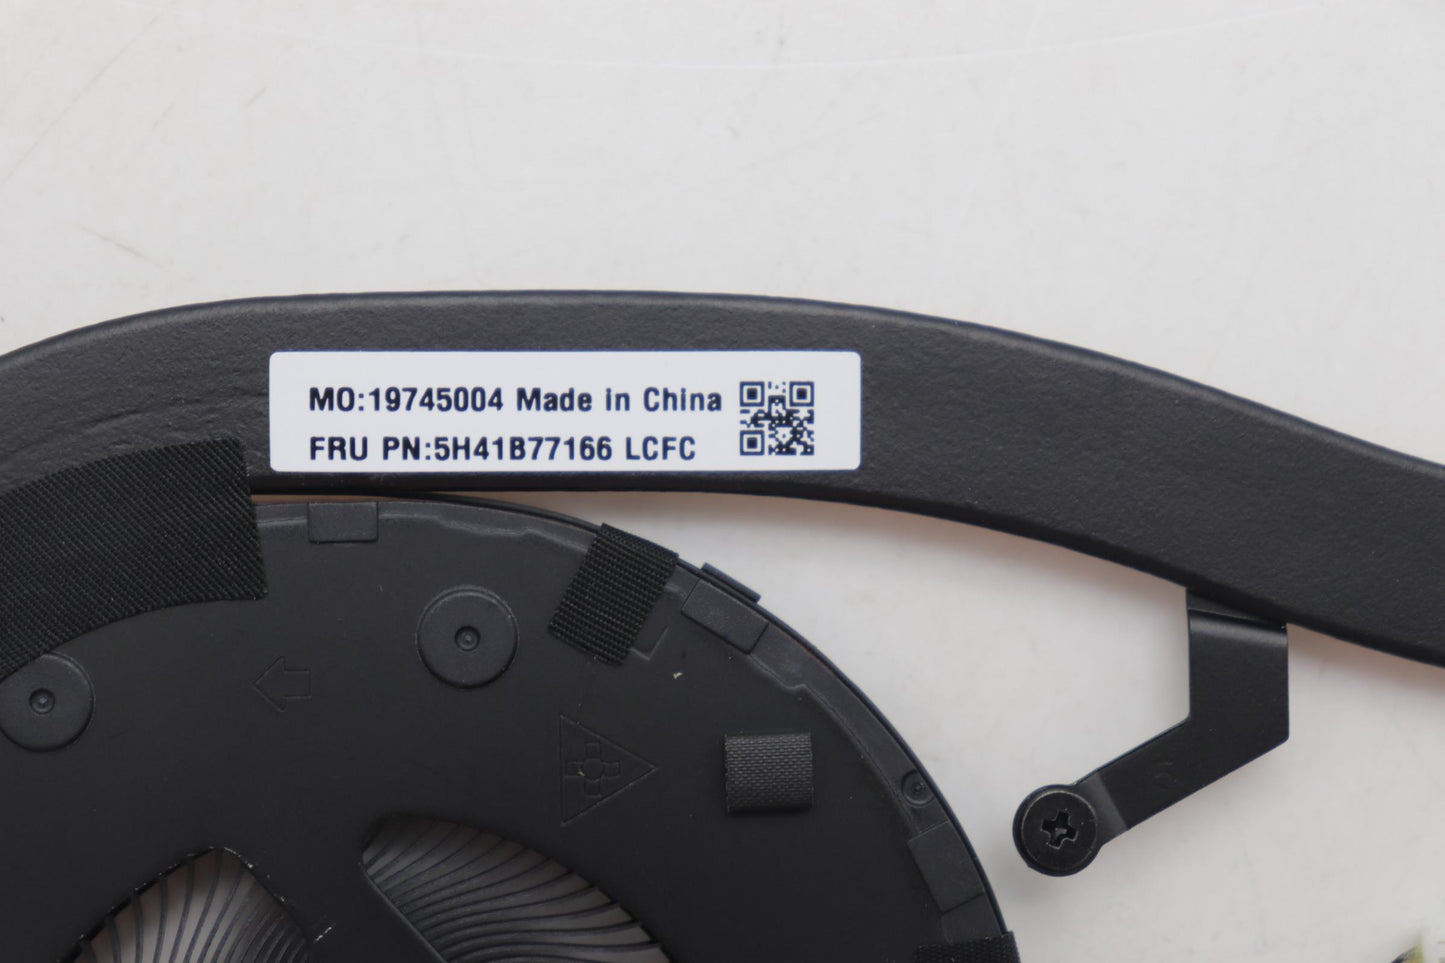 MO:19745004 Made in China
FRU PN:5H41B77166 LCFC